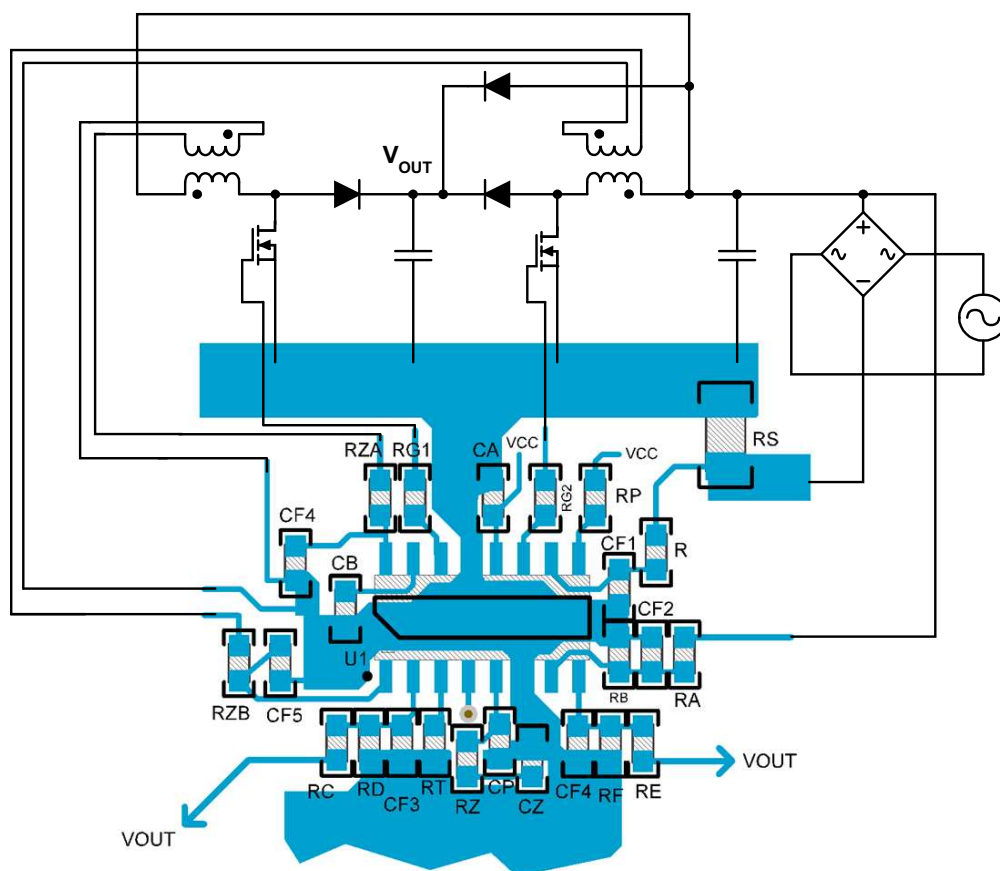 VOUT
RS
RZA
RG1
CA
VCC
RG2
RP
VCC
CF4
CB
CF1
R
CF2
U1
RZB
CF5
RB
RA
RC
RD
CF3
RT
RZ
CP
CZ
CF4
RF
RE
VOUT
VOUT